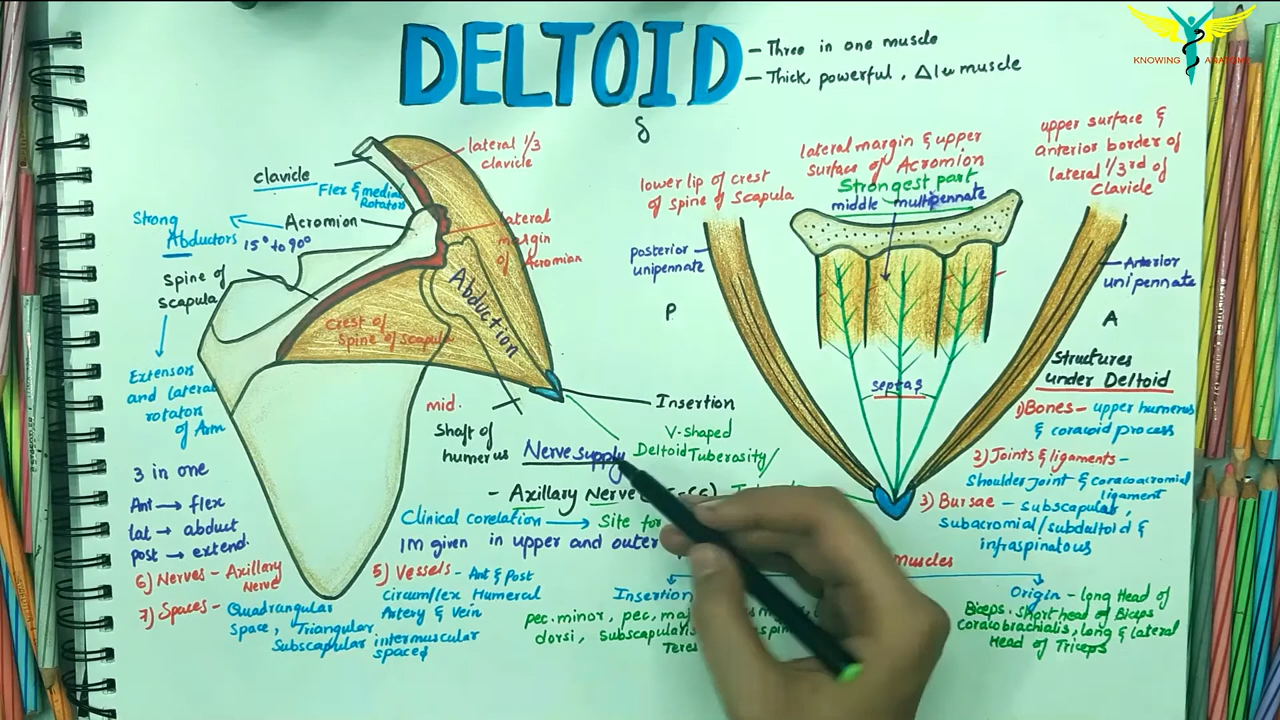 DELTOID
- Three in one muscle
- Thick, powerful, Δlar muscle
KNOWING ANATOMY
δ
lateral 1/3
clavicle
clavicle
Flex & medial
Rotators
Strong
Abductors
15° to 90°
Acromion
lateral
margin
of Acromion
Spine of
scapula
Abduction
Crest of
Spine of scapula
Extensors
and lateral
rotators
of Arm
mid.
Shaft of
humerus
Insertion
V-shaped
Deltoid Tuberosity/
Nerve supply
- Axillary Nerve
Clinical corelation → Site for
IM given in upper and outer
3 in one
Ant → flex
lat → abduct
post → extend.
6) Nerves - Axillary
Nerve
7) Spaces - Quadrangular
space, Triangular
Subscapular intermuscular
spaces
5) Vessels - Ant & Post
Circumflex Humeral
Artery & Vein
lower lip of crest
of spine of scapula
lateral margin & upper
surface of Acromion
Strongest part
middle multipennate
upper surface &
anterior border of
lateral 1/3rd of
clavicle
posterior
unipennate
P
Anterior
unipennate
A
septas
Structures
under Deltoid
1) Bones - upper humerus
& coracoid process
2) Joints & ligaments -
Shoulder joint & coracoacromial
ligament
3) Bursae - Subscapular,
subacromial/subdeltoid &
infraspinatous
muscles
Insertion
pec. minor, pec, maj
dorsi, Subscapularis
Teres
Origin - long Head of
Biceps, short head of Biceps
Coracobrachialis, long & lateral
Head of Triceps